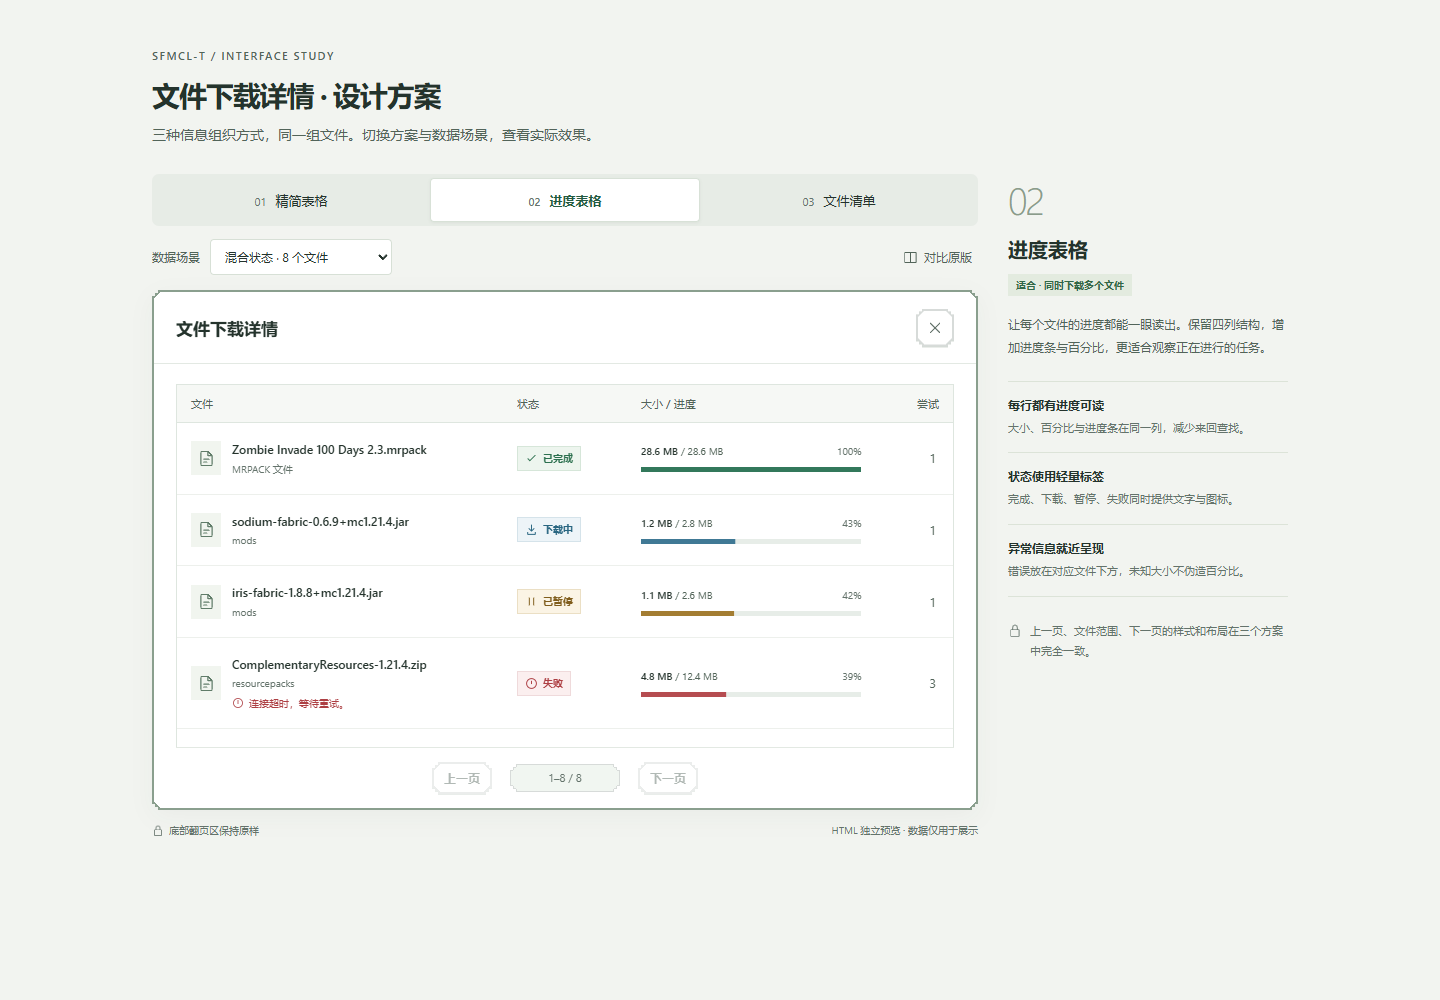 SFMCL-T / INTERFACE STUDY
文件下载详情 · 设计方案
三种信息组织方式，同一组文件。切换方案与数据场景，查看实际效果。
01 精简表格
02 进度表格
03 文件清单
数据场景
混合状态 · 8 个文件
对比原版
文件下载详情
文件 状态 大小 / 进度 尝试
Zombie Invade 100 Days 2.3.mrpack
MRPACK 文件
已完成
28.6 MB / 28.6 MB 100%
1
sodium-fabric-0.6.9+mc1.21.4.jar
mods
下载中
1.2 MB / 2.8 MB 43%
1
iris-fabric-1.8.8+mc1.21.4.jar
mods
已暂停
1.1 MB / 2.6 MB 42%
1
ComplementaryResources-1.21.4.zip
resourcepacks
连接超时，等待重试。
失败
4.8 MB / 12.4 MB 39%
3
上一页
1–8 / 8
下一页
底部翻页区保持原样
HTML 独立预览 · 数据仅用于展示
02
进度表格
适合 · 同时下载多个文件
让每个文件的进度都能一眼读出。保留四列结构，增
加进度条与百分比，更适合观察正在进行的任务。
每行都有进度可读
大小、百分比与进度条在同一列，减少来回查找。
状态使用轻量标签
完成、下载、暂停、失败同时提供文字与图标。
异常信息就近呈现
错误放在对应文件下方，未知大小不伪造百分比。
上一页、文件范围、下一页的样式和布局在三个方案
中完全一致。